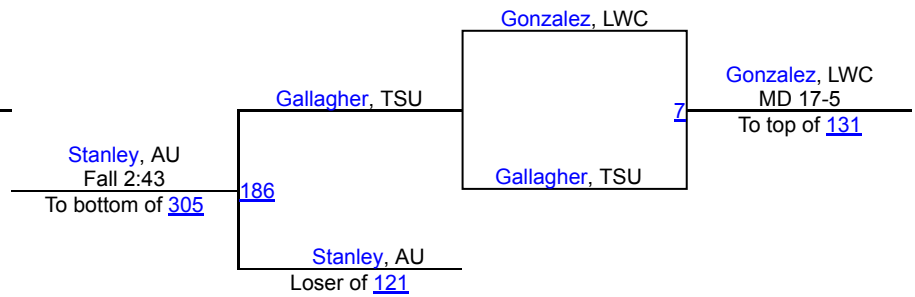 Gonzalez, LWC
Gonzalez, LWC
MD 17-5
Gallagher, TSU
7
To top of 131
Stanley, AU
Fall 2:43
Gallagher, TSU
186
To bottom of 305
Stanley, AU
Loser of 121